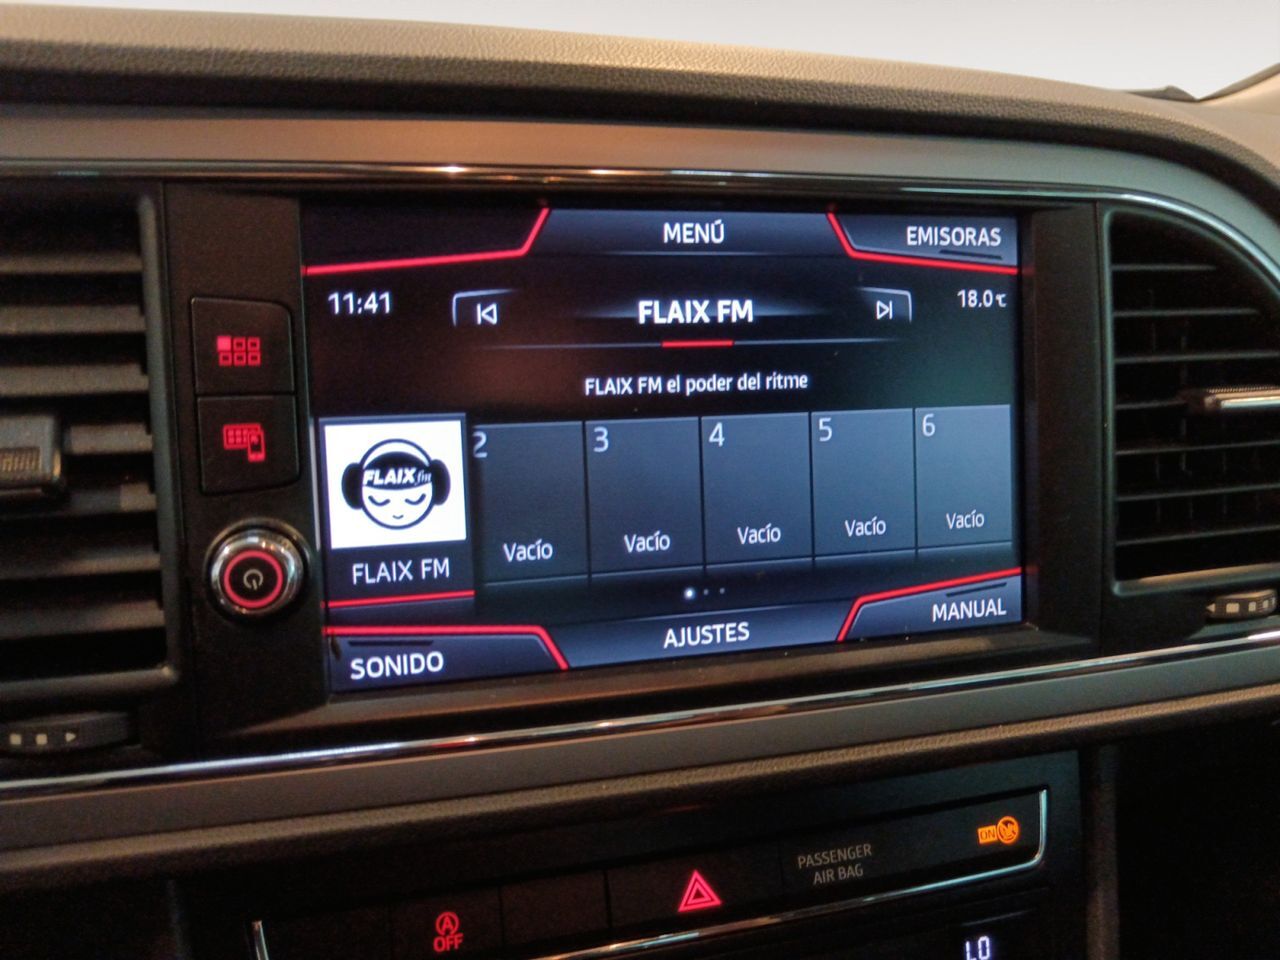 MENÚ
EMISORAS
11:41
FLAIX FM
18.0℃
FLAIX FM el poder del ritme
FLAIX fm
FLAIX FM
2
Vacío
3
Vacío
4
Vacío
5
Vacío
6
Vacío
SONIDO
AJUSTES
MANUAL
PASSENGER
AIR BAG
ON
A
OFF
LO